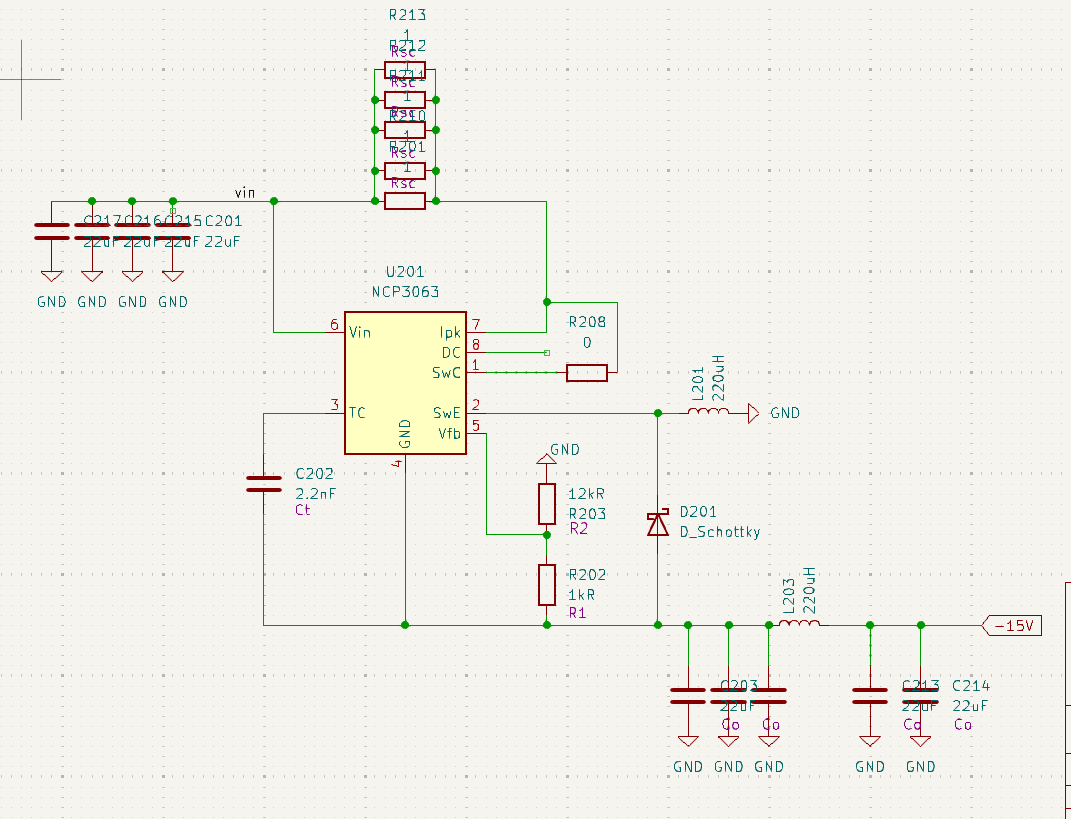 R213
1
R212
Rsc
1
R211
Rsc
1
R210
Rsc
1
R201
Rsc
1
Rsc
vin
C217 C216 C215 C201
22uF 22uF 22uF 22uF
GND GND GND GND
U201
NCP3063
6 Vin
Ipk 7
DC 8
SwC 1
3 TC
SwE 2
Vfb 5
GND
4
R208
0
L201
220uH
GND
C202
2.2nF
Ct
GND
12kR
R203
R2
R202
1kR
R1
D201
D_Schottky
L203
220uH
-15V
C203
22uF
Co Co
C213 C214
22uF 22uF
Co Co
GND GND GND GND GND